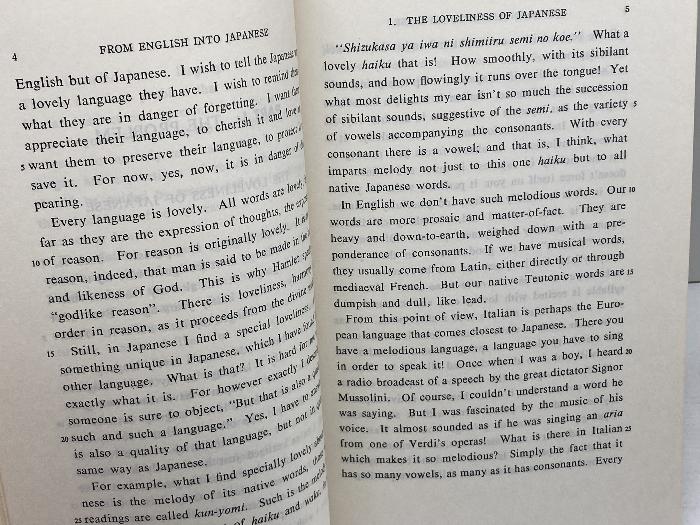 4
FROM ENGLISH INTO JAPANESE
English but of Japanese. I wish to tell the Japanese
a lovely language they have. I wish to remind
what they are in danger of forgetting. I want
appreciate their language, to cherish it and love
5 want them to preserve their language, to protect
save it. For now, yes, now, it is in danger of
pearing.
Every language is lovely. All words are lovely,
far as they are the expression of thoughts, the
10 of reason. For reason is originally lovely. It
reason, indeed, that man is said to be made in
and likeness of God. This is why Hamlet
“godlike reason”. There is loveliness,
order in reason, as it proceeds from the divine
15 Still, in Japanese I find a special loveliness,
something unique in Japanese, which I have
other language. What is that? It is hard for
exactly what it is. For however exactly I
someone is sure to object, “But that is also a
20 such and such a language.” Yes, I have to
is also a quality of that language, but not in
same way as Japanese.
For example, what I find specially lovely
nese is the melody of its native words,
25 readings are called kun-yomi. Such is the
of haiku and waka,
1. THE LOVELINESS OF JAPANESE
5
“Shizukasa ya iwa ni shimiiru semi no koe.” What a
lovely haiku that is! How smoothly, with its sibilant
sounds, and how flowingly it runs over the tongue! Yet
what most delights my ear isn’t so much the succession
of sibilant sounds, suggestive of the semi, as the variety 5
of vowels accompanying the consonants. With every
consonant there is a vowel; and that is, I think, what
imparts melody not just to this one haiku but to all
native Japanese words.
In English we don’t have such melodious words. Our 10
words are more prosaic and matter-of-fact. They are
heavy and down-to-earth, weighed down with a pre-
ponderance of consonants. If we have musical words,
they usually come from Latin, either directly or through
mediaeval French. But our native Teutonic words are 15
dumpish and dull, like lead.
From this point of view, Italian is perhaps the Euro-
pean language that comes closest to Japanese. There you
have a melodious language, a language you have to sing
in order to speak it! Once when I was a boy, I heard 20
a radio broadcast of a speech by the great dictator Signor
Mussolini. Of course, I couldn’t understand a word he
was saying. But I was fascinated by the music of his
voice. It almost sounded as if he was singing an aria
from one of Verdi’s operas! What is there in Italian 25
which makes it so melodious? Simply the fact that it
has so many vowels, as many as it has consonants. Every